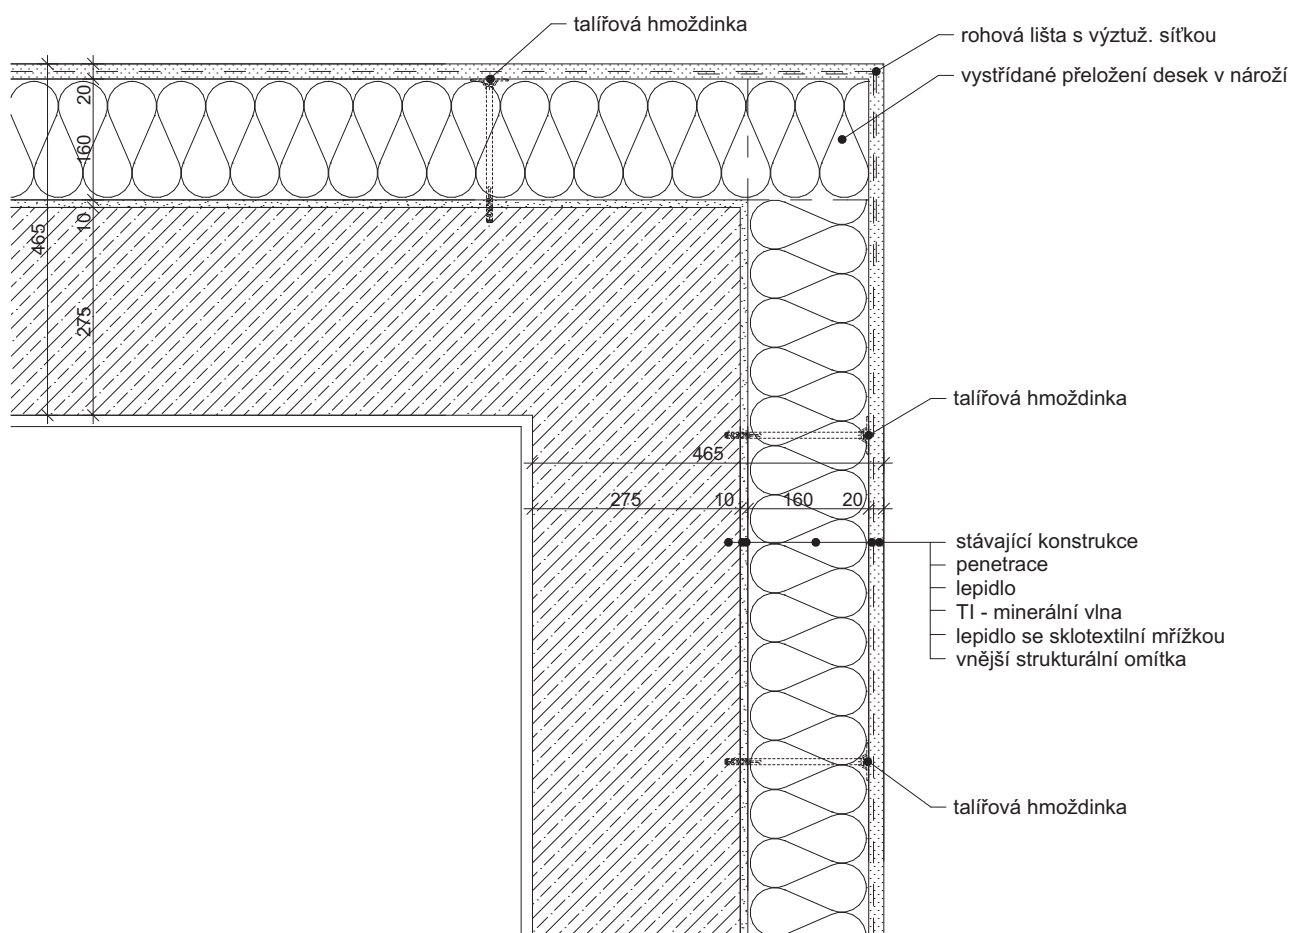 talířová hmoždinka
rohová lišta s výztuž. síťkou
vystřídané přeložení desek v nároží
20
160
10
465
275
talířová hmoždinka
465
275
10
160
20
stávající konstrukce
penetrace
lepidlo
TI - minerální vlna
lepidlo se sklotextilní mřížkou
vnější strukturální omítka
talířová hmoždinka